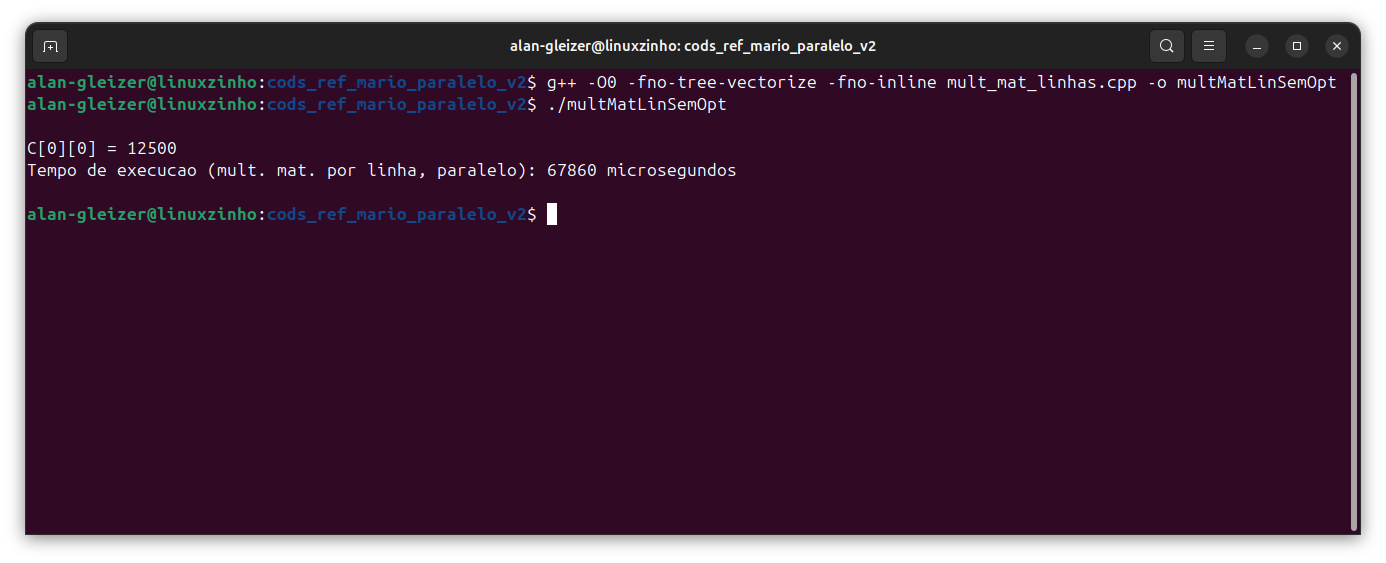 alan-gleizer@linuxzinho: cods_ref_mario_paralelo_v2
alan-gleizer@linuxzinho:cods_ref_mario_paralelo_v2$ g++ -O0 -fno-tree-vectorize -fno-inline mult_mat_linhas.cpp -o multMatLinSemOpt
alan-gleizer@linuxzinho:cods_ref_mario_paralelo_v2$ ./multMatLinSemOpt
C[0][0] = 12500
Tempo de execucao (mult. mat. por linha, paralelo): 67860 microsegundos
alan-gleizer@linuxzinho:cods_ref_mario_paralelo_v2$